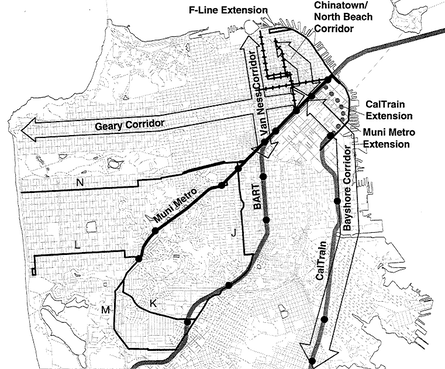 F-Line Extension
Chinatown/
North Beach
Corridor
CalTrain
Extension
Muni Metro
Extension
Van Ness Corridor
Geary Corridor
Bayshore Corridor
N
Muni Metro
BART
J
L
CalTrain
K
M